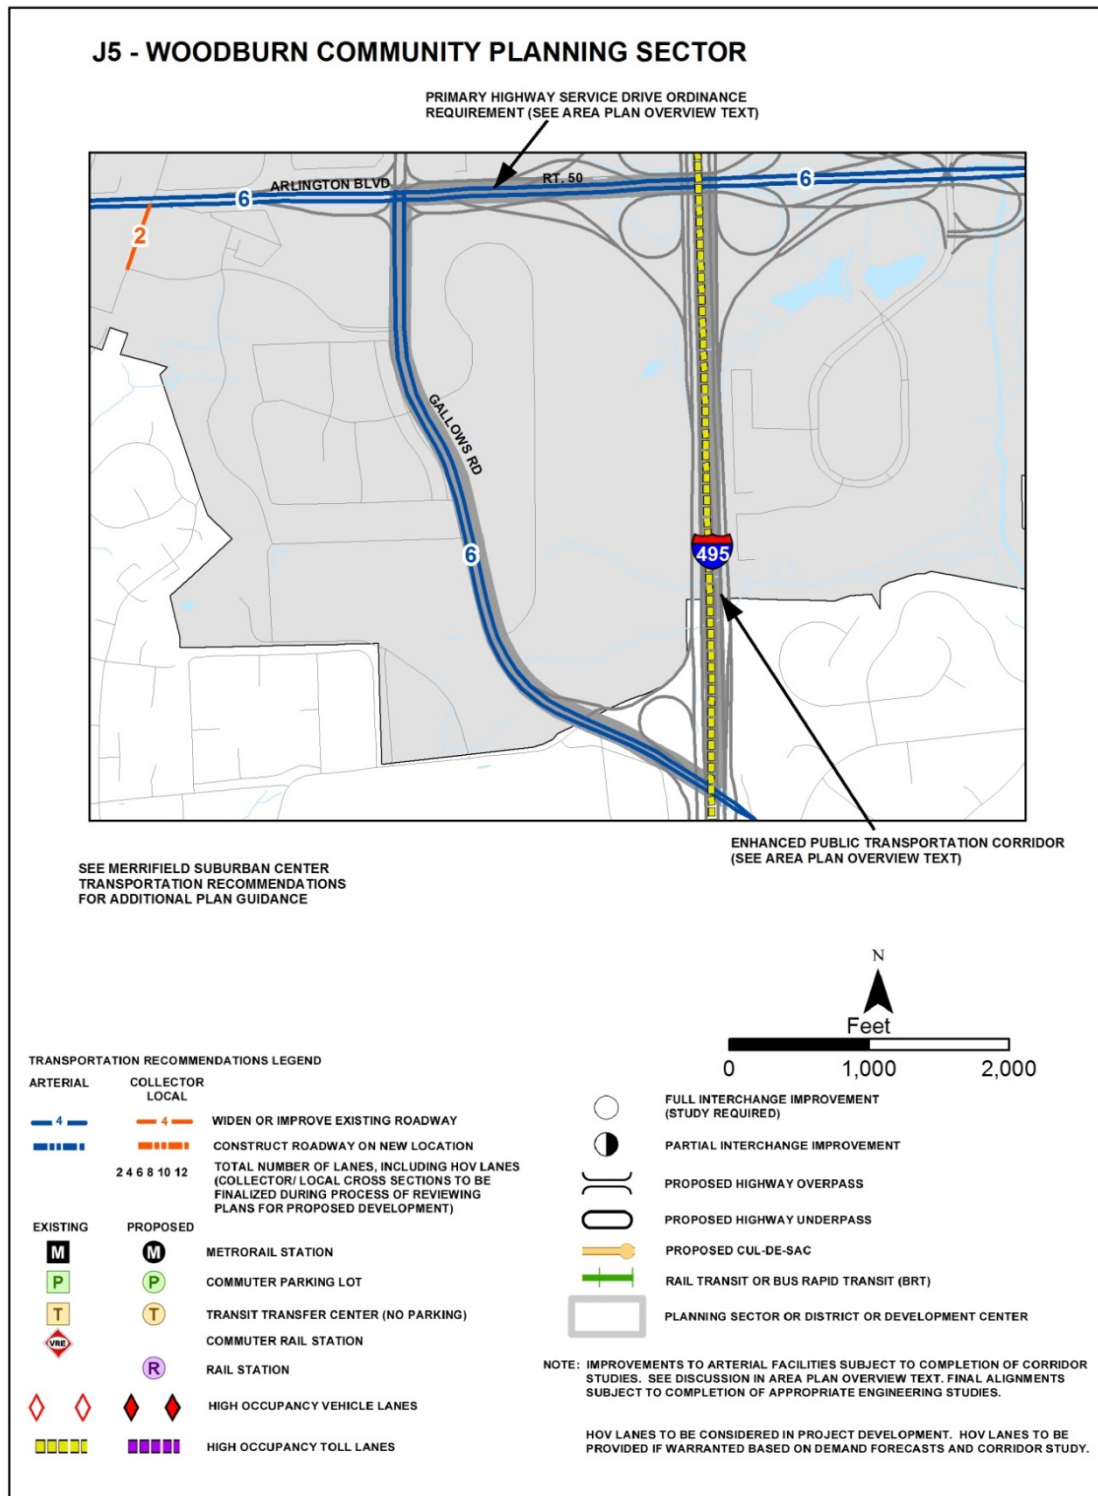 J5 - WOODBURN COMMUNITY PLANNING SECTOR
PRIMARY HIGHWAY SERVICE DRIVE ORDINANCE
REQUIREMENT (SEE AREA PLAN OVERVIEW TEXT)
ARLINGTON BLVD
RT. 50
6
6
2
GALLOWS RD
6
495
ENHANCED PUBLIC TRANSPORTATION CORRIDOR
(SEE AREA PLAN OVERVIEW TEXT)
SEE MERRIFIELD SUBURBAN CENTER
TRANSPORTATION RECOMMENDATIONS
FOR ADDITIONAL PLAN GUIDANCE
N
Feet
0 1,000 2,000
TRANSPORTATION RECOMMENDATIONS LEGEND
ARTERIAL
COLLECTOR
LOCAL
4 4 WIDEN OR IMPROVE EXISTING ROADWAY
CONSTRUCT ROADWAY ON NEW LOCATION
2 4 6 8 10 12
TOTAL NUMBER OF LANES, INCLUDING HOV LANES
(COLLECTOR/ LOCAL CROSS SECTIONS TO BE
FINALIZED DURING PROCESS OF REVIEWING
PLANS FOR PROPOSED DEVELOPMENT)
EXISTING PROPOSED
M M METRORAIL STATION
P P COMMUTER PARKING LOT
T T TRANSIT TRANSFER CENTER (NO PARKING)
VRE COMMUTER RAIL STATION
R RAIL STATION
HIGH OCCUPANCY VEHICLE LANES
HIGH OCCUPANCY TOLL LANES
FULL INTERCHANGE IMPROVEMENT
(STUDY REQUIRED)
PARTIAL INTERCHANGE IMPROVEMENT
PROPOSED HIGHWAY OVERPASS
PROPOSED HIGHWAY UNDERPASS
PROPOSED CUL-DE-SAC
RAIL TRANSIT OR BUS RAPID TRANSIT (BRT)
PLANNING SECTOR OR DISTRICT OR DEVELOPMENT CENTER
NOTE: IMPROVEMENTS TO ARTERIAL FACILITIES SUBJECT TO COMPLETION OF CORRIDOR
STUDIES. SEE DISCUSSION IN AREA PLAN OVERVIEW TEXT. FINAL ALIGNMENTS
SUBJECT TO COMPLETION OF APPROPRIATE ENGINEERING STUDIES.
HOV LANES TO BE CONSIDERED IN PROJECT DEVELOPMENT. HOV LANES TO BE
PROVIDED IF WARRANTED BASED ON DEMAND FORECASTS AND CORRIDOR STUDY.